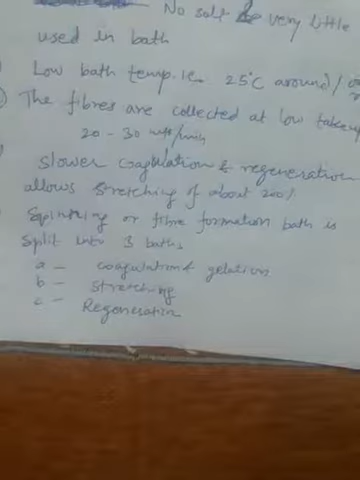 No salt & very little
used in bath
Low bath temp. i.e. 25°C around /
The fibres are collected at low takeup
20 - 30 mtr/min
slower coagulation & regeneration
allows stretching of about 200%
Spinning or fibre formation bath is
split into 3 baths
a - coagulation & gelation
b - stretching
c - Regeneration